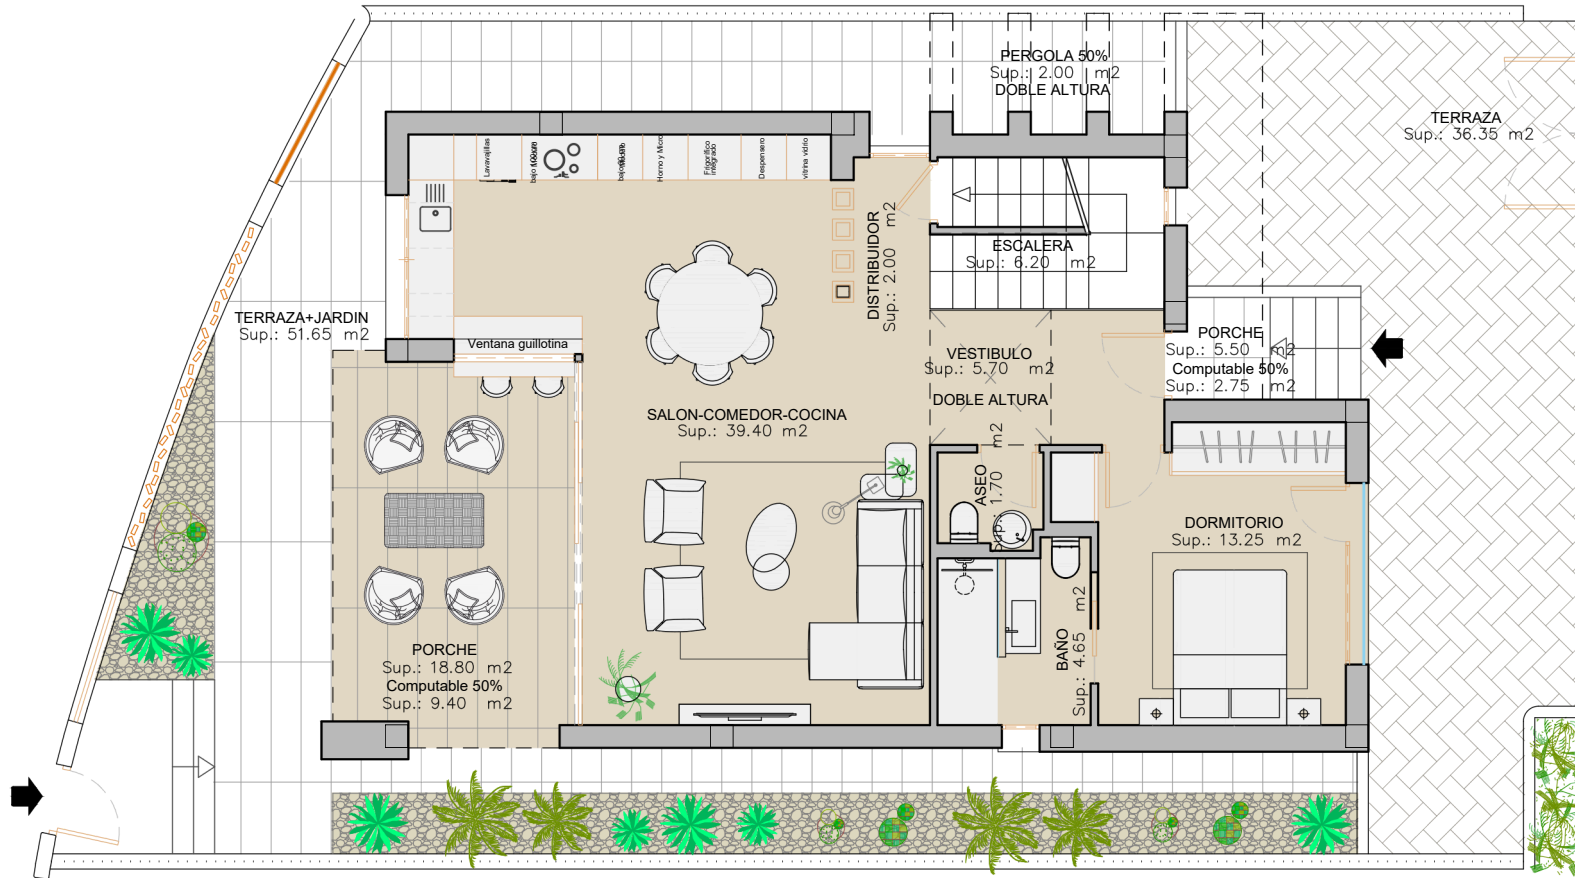 PERGOLA 50%
Sup.: 2.00 m2
DOBLE ALTURA
TERRAZA
Sup.: 36.35 m2
Lavavajillas
Horno y Micro
Frigorífico
integrado
Despensero
vitrina vidrio
DISTRIBUIDOR
Sup.: 2.00 m2
ESCALERA
Sup.: 6.20 m2
TERRAZA+JARDIN
Sup.: 51.65 m2
Ventana guillotina
VESTIBULO
Sup.: 5.70 m2
DOBLE ALTURA
PORCHE
Sup.: 5.50 m2
Computable 50%
Sup.: 2.75 m2
SALON-COMEDOR-COCINA
Sup.: 39.40 m2
ASEO
Sup.: 1.70 m2
DORMITORIO
Sup.: 13.25 m2
BAÑO
Sup.: 4.65 m2
PORCHE
Sup.: 18.80 m2
Computable 50%
Sup.: 9.40 m2